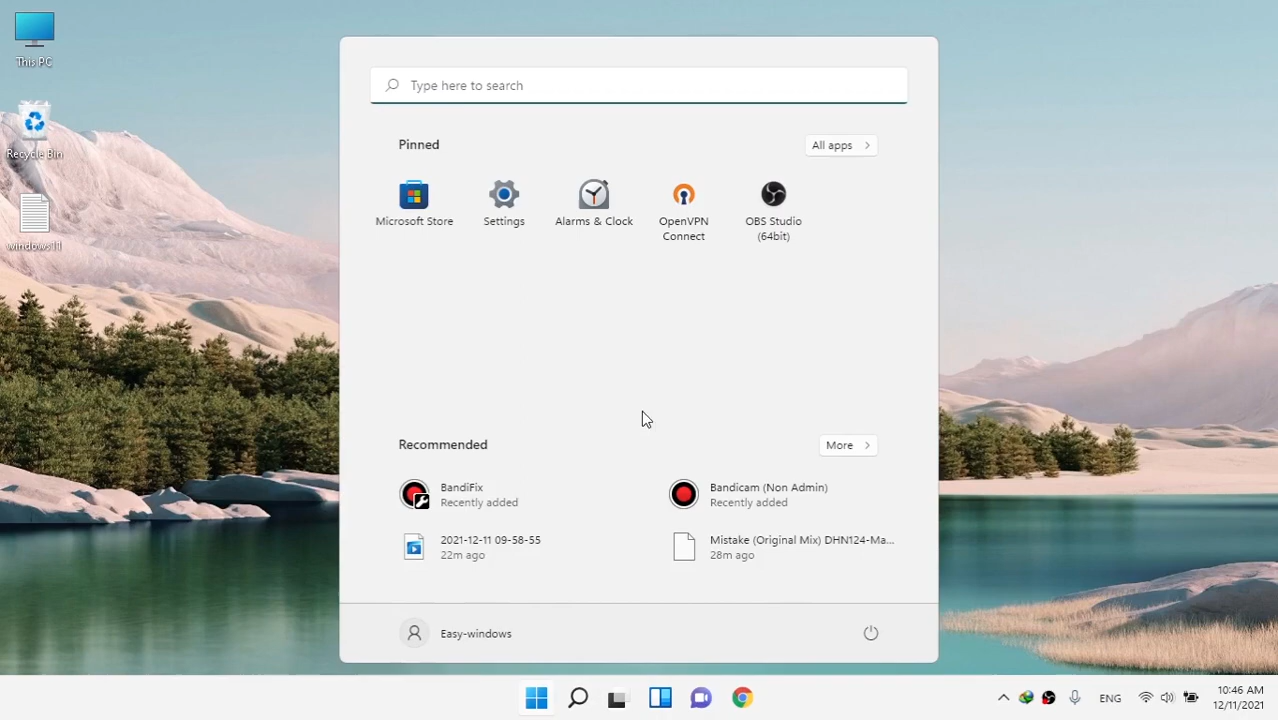 This PC
Recycle Bin
windows11
Type here to search
Pinned
All apps
Microsoft Store
Settings
Alarms & Clock
OpenVPN
Connect
OBS Studio
(64bit)
Recommended
More
BandiFix
Recently added
Bandicam (Non Admin)
Recently added
2021-12-11 09-58-55
22m ago
Mistake (Original Mix) DHN124-Ma...
28m ago
Easy-windows
ENG
10:46 AM
12/11/2021